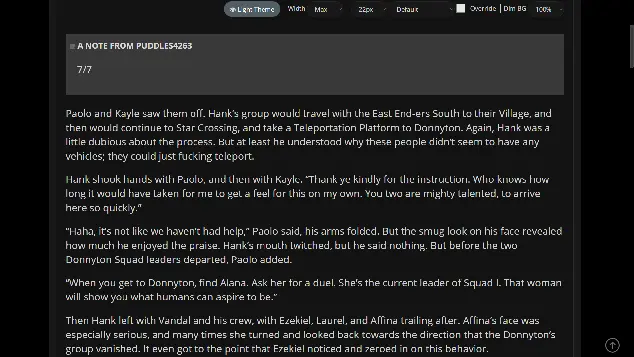 Light Theme Width Max 22px Default Override Dim BG 100%
A NOTE FROM PUDDLES4263
7/7
Paolo and Kayle saw them off. Hank's group would travel with the East End-ers South to their Village, and
then would continue to Star Crossing, and take a Teleportation Platform to Donnyton. Again, Hank was a
little dubious about the process. But at least he understood why these people didn't seem to have any
vehicles; they could just fucking teleport.
Hank shook hands with Paolo, and then with Kayle. "Thank ye kindly for the instruction. Who knows how
long it would have taken for me to get a feel for this on my own. You two are mighty talented, to arrive
here so quickly."
"Haha, it's not like we haven't had help," Paolo said, his arms folded. But the smug look on his face revealed
how much he enjoyed the praise. Hank's mouth twitched, but he said nothing. But before the two
Donnyton Squad leaders departed, Paolo added.
"When you get to Donnyton, find Alana. Ask her for a duel. She's the current leader of Squad I. That woman
will show you what humans can aspire to be."
Then Hank left with Vandal and his crew, with Ezekiel, Laurel, and Affina trailing after. Affina's face was
especially serious, and many times she turned and looked back towards the direction that the Donnyton's
group vanished. It even got to the point that Ezekiel noticed and zeroed in on this behavior.